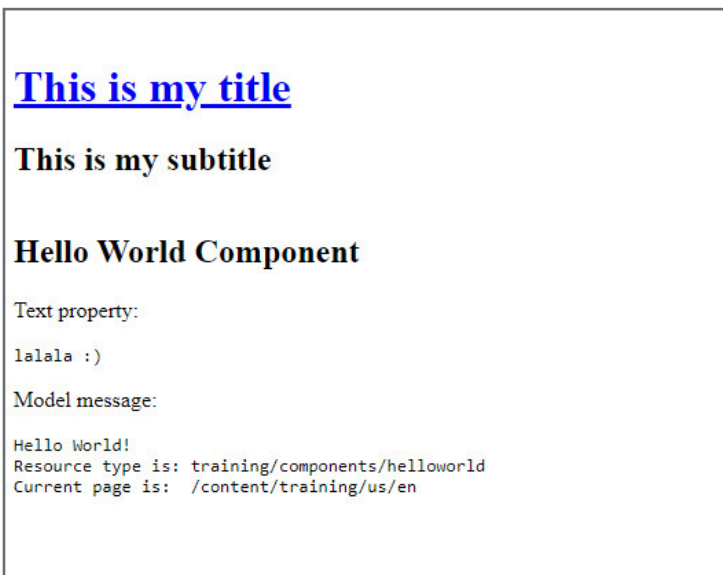 This is my title
This is my subtitle
Hello World Component
Text property:
lalala :)
Model message:
Hello World!
Resource type is: training/components/helloworld
Current page is:  /content/training/us/en